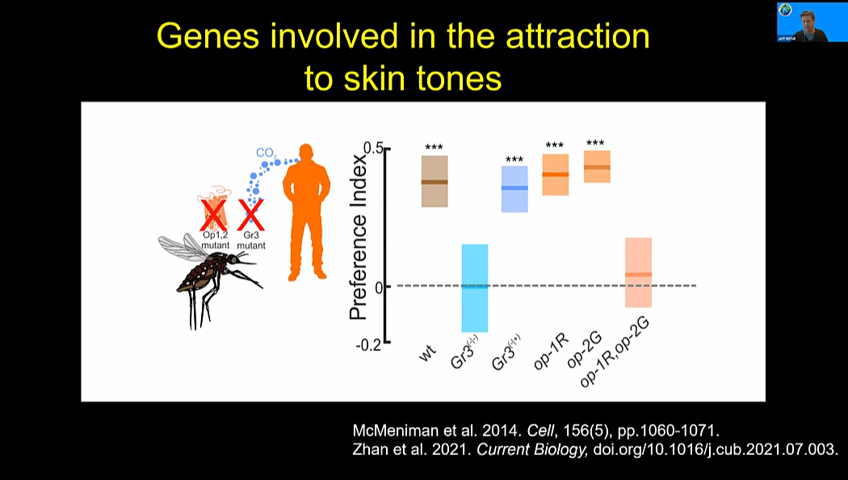 Genes involved in the attraction
to skin tones
CO
Op1,2
mutant
Gr3
mutant
Preference Index
0.5
0
-0.2
***
***
***
***
wt
Gr3(-/-)
Gr3(-/+)
op-1R
op-2G
op-1R,op-2G
McMeniman et al. 2014. Cell, 156(5), pp.1060-1071.
Zhan et al. 2021. Current Biology, doi.org/10.1016/j.cub.2021.07.003.